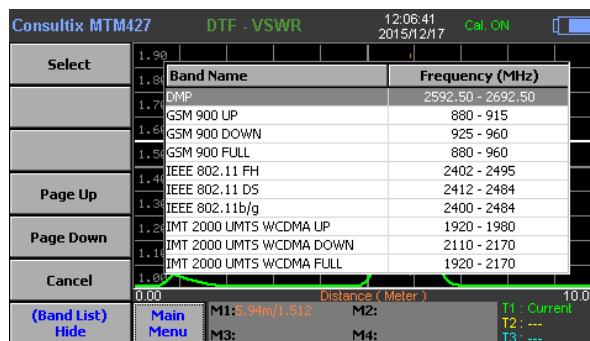 Consultix MTM427 DTF - VSWR 12:06:41 Cal. ON
2015/12/17
Select
Page Up
Page Down
Cancel
(Band List)
Hide
1.90
1.80
1.70
1.60
1.50
1.40
1.30
1.20
1.10
1.00
Band Name Frequency (MHz)
DMP 2592.50 - 2692.50
GSM 900 UP 880 - 915
GSM 900 DOWN 925 - 960
GSM 900 FULL 880 - 960
IEEE 802.11 FH 2402 - 2495
IEEE 802.11 DS 2412 - 2484
IEEE 802.11b/g 2400 - 2484
IMT 2000 UMTS WCDMA UP 1920 - 1980
IMT 2000 UMTS WCDMA DOWN 2110 - 2170
IMT 2000 UMTS WCDMA FULL 1920 - 2170
0.00 Distance ( Meter ) 10.0
Main
Menu
M1:5.94m/1.512 M2:
M3: M4:
T1 : Current
T2 : ---
T3 : ---